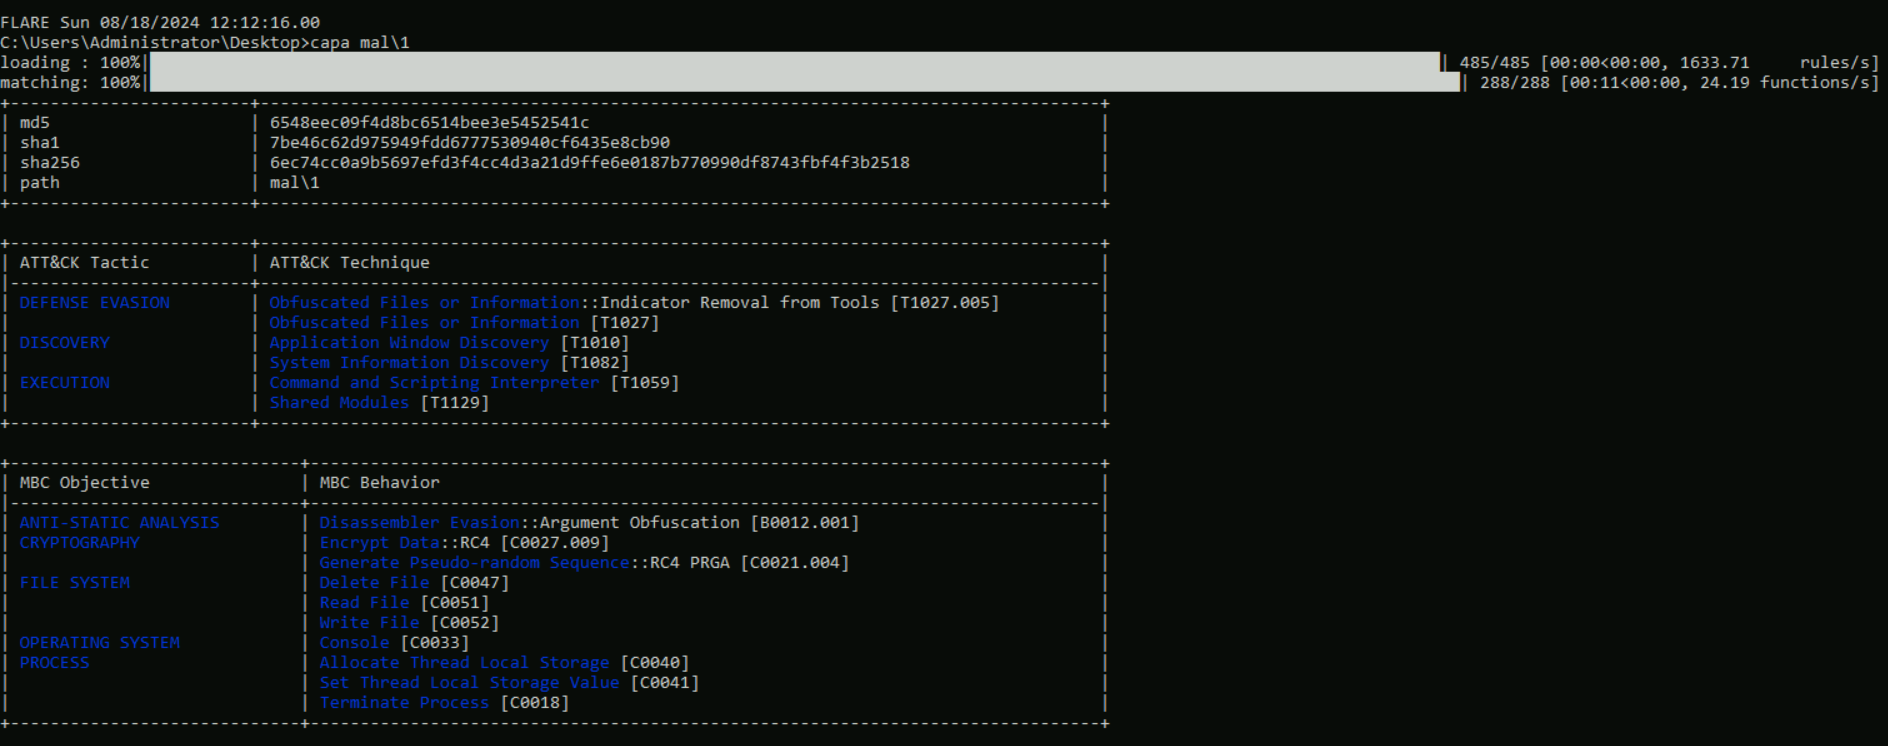 FLARE Sun 08/18/2024 12:12:16.00
C:\Users\Administrator\Desktop>capa mal\1
loading : 100%| | 485/485 [00:00<00:00, 1633.71     rules/s]
matching: 100%| | 288/288 [00:11<00:00, 24.19 functions/s]
md5 | 6548eec09f4d8bc6514bee3e5452541c
sha1 | 7be46c62d975949fdd6777530940cf6435e8cb90
sha256 | 6ec74cc0a9b5697efd3f4cc4d3a21d9ffe6e0187b770990df8743fbf4f3b2518
path | mal\1
ATT&CK Tactic | ATT&CK Technique
DEFENSE EVASION | Obfuscated Files or Information::Indicator Removal from Tools [T1027.005]
Obfuscated Files or Information [T1027]
DISCOVERY | Application Window Discovery [T1010]
System Information Discovery [T1082]
EXECUTION | Command and Scripting Interpreter [T1059]
Shared Modules [T1129]
MBC Objective | MBC Behavior
ANTI-STATIC ANALYSIS | Disassembler Evasion::Argument Obfuscation [B0012.001]
CRYPTOGRAPHY | Encrypt Data::RC4 [C0027.009]
Generate Pseudo-random Sequence::RC4 PRGA [C0021.004]
FILE SYSTEM | Delete File [C0047]
Read File [C0051]
Write File [C0052]
OPERATING SYSTEM | Console [C0033]
PROCESS | Allocate Thread Local Storage [C0040]
Set Thread Local Storage Value [C0041]
Terminate Process [C0018]